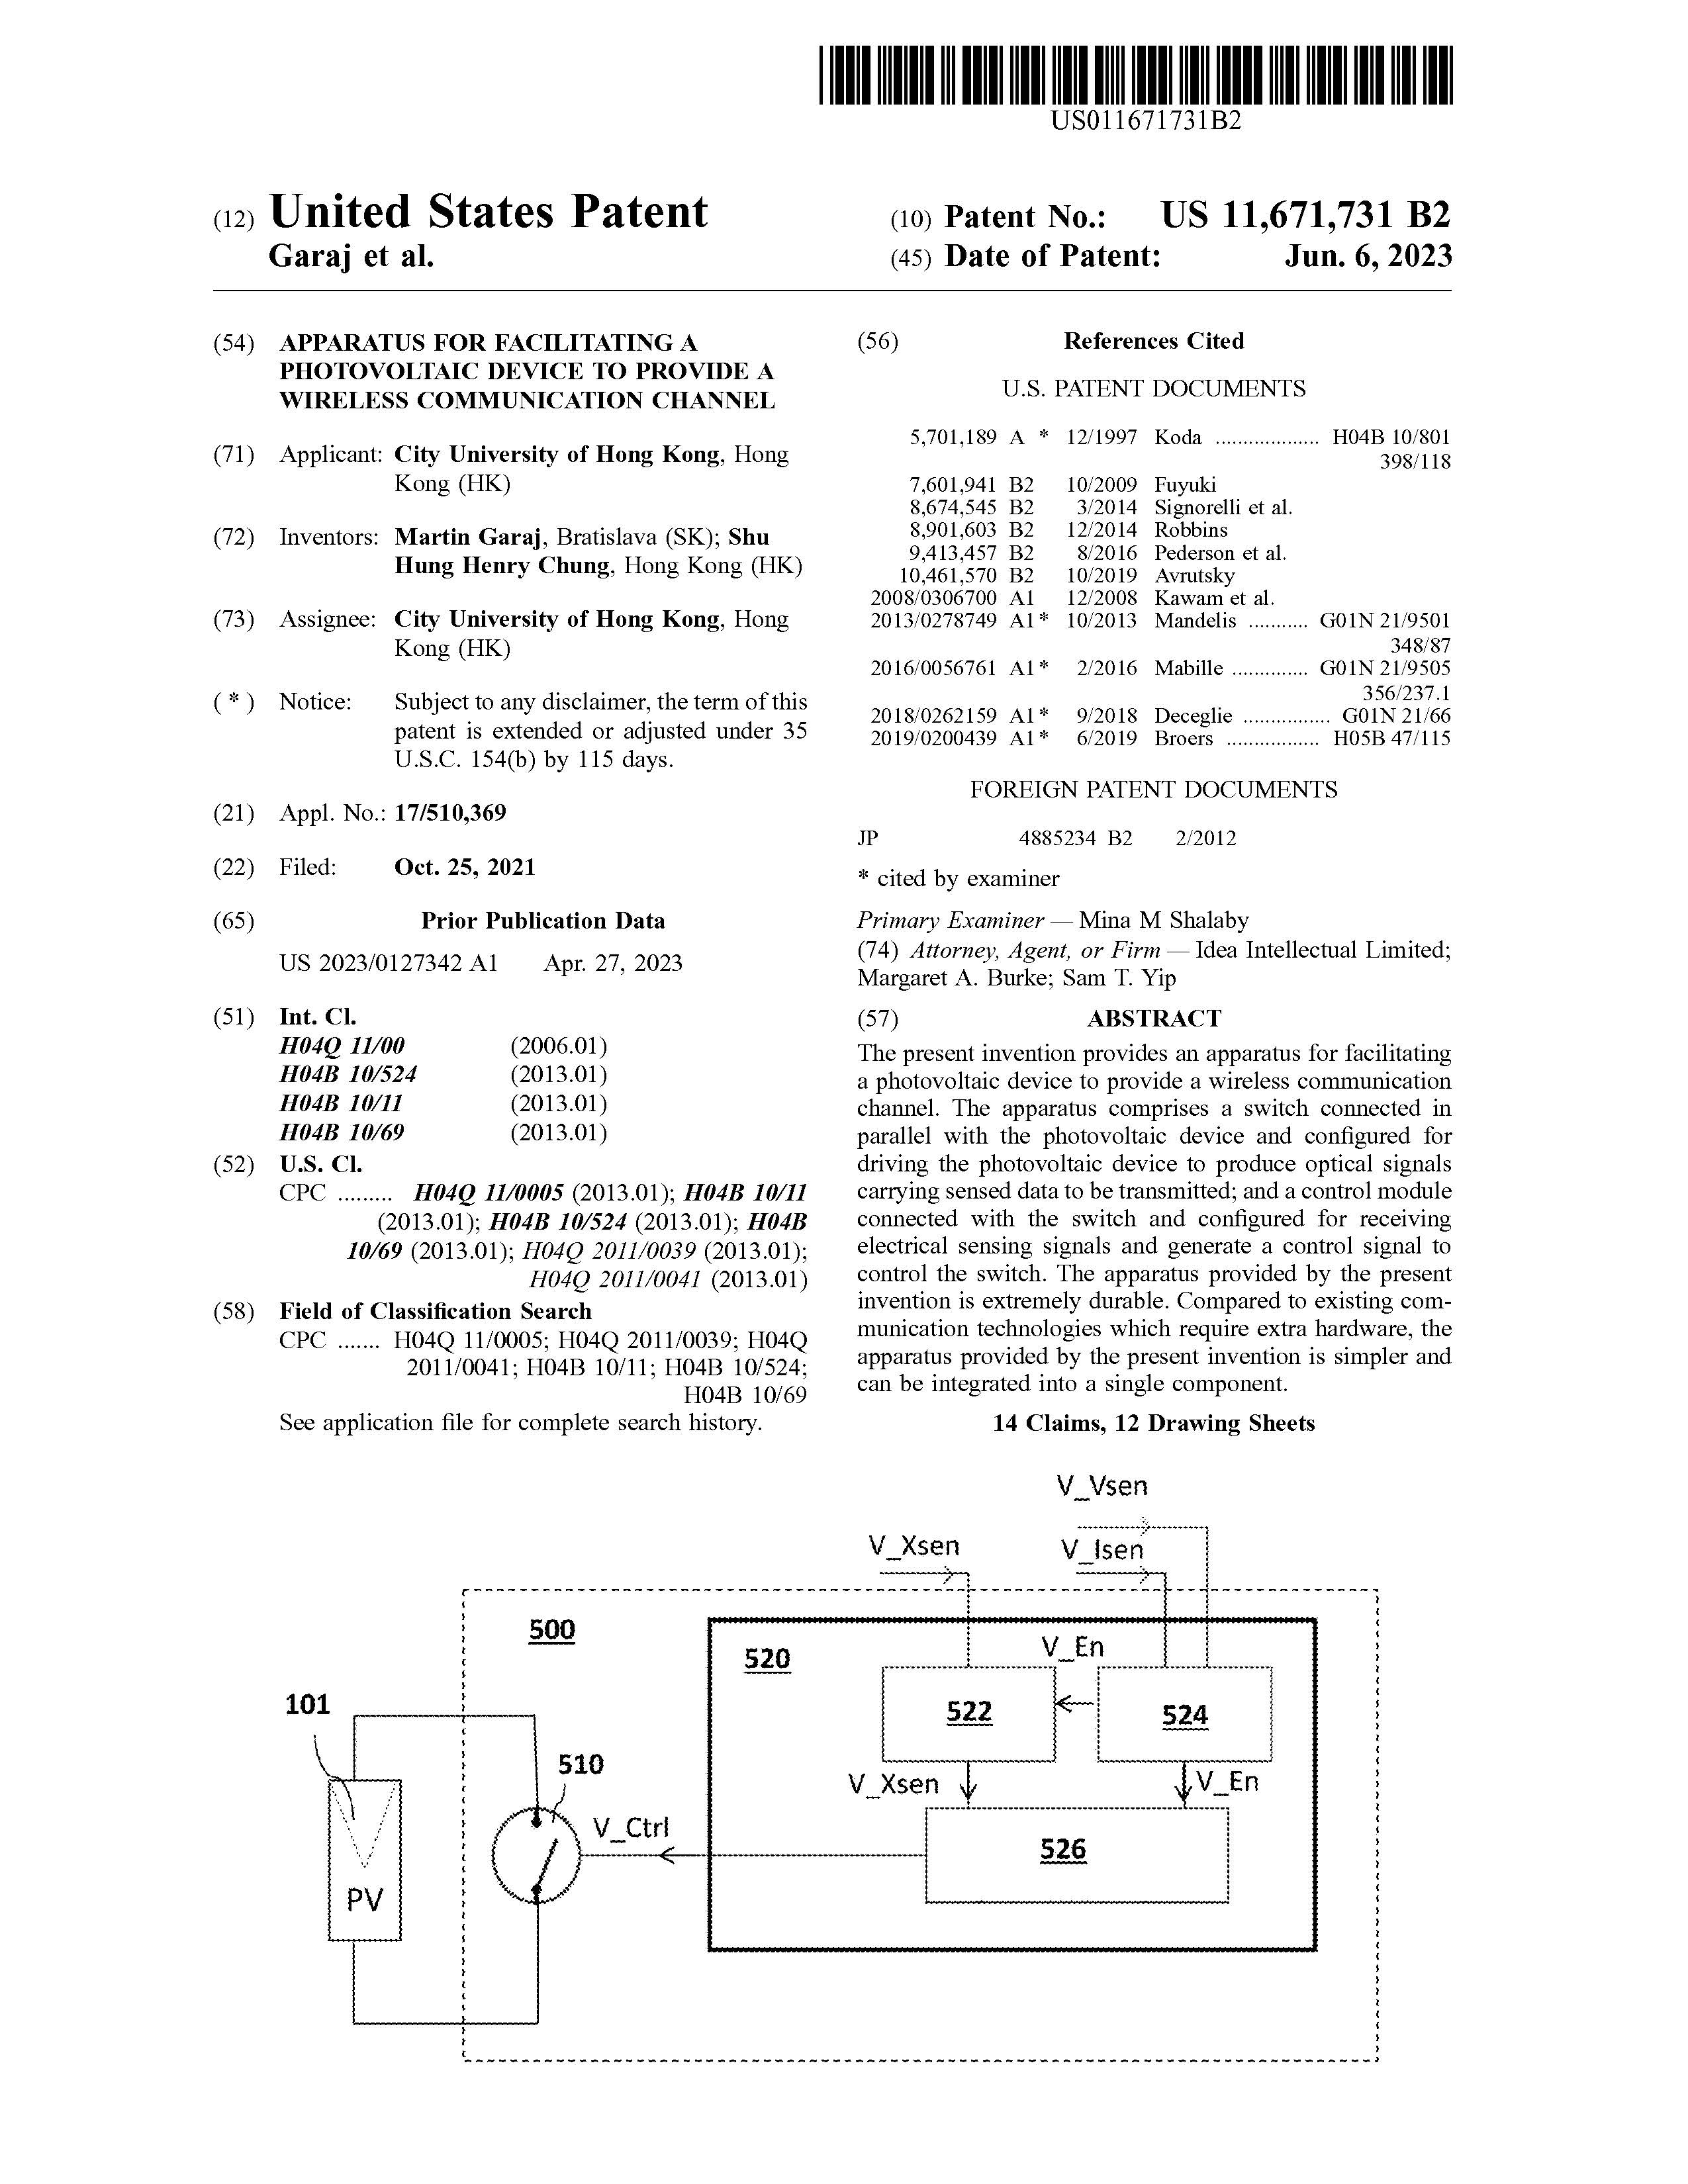 US011671731B2
(12) United States Patent
Garaj et al.
(10) Patent No.: US 11,671,731 B2
(45) Date of Patent: Jun. 6, 2023
(54) APPARATUS FOR FACILITATING A
PHOTOVOLTAIC DEVICE TO PROVIDE A
WIRELESS COMMUNICATION CHANNEL
(71) Applicant: City University of Hong Kong, Hong
Kong (HK)
(72) Inventors: Martin Garaj, Bratislava (SK); Shu
Hung Henry Chung, Hong Kong (HK)
(73) Assignee: City University of Hong Kong, Hong
Kong (HK)
( * ) Notice: Subject to any disclaimer, the term of this
patent is extended or adjusted under 35
U.S.C. 154(b) by 115 days.
(21) Appl. No.: 17/510,369
(22) Filed: Oct. 25, 2021
(65) Prior Publication Data
US 2023/0127342 A1 Apr. 27, 2023
(51) Int. Cl.
H04Q 11/00 (2006.01)
H04B 10/524 (2013.01)
H04B 10/11 (2013.01)
H04B 10/69 (2013.01)
(52) U.S. Cl.
CPC ......... H04Q 11/0005 (2013.01); H04B 10/11
(2013.01); H04B 10/524 (2013.01); H04B
10/69 (2013.01); H04Q 2011/0039 (2013.01);
H04Q 2011/0041 (2013.01)
(58) Field of Classification Search
CPC ....... H04Q 11/0005; H04Q 2011/0039; H04Q
2011/0041; H04B 10/11; H04B 10/524;
H04B 10/69
See application file for complete search history.
(56) References Cited
U.S. PATENT DOCUMENTS
5,701,189 A * 12/1997 Koda ................... H04B 10/801
398/118
7,601,941 B2 10/2009 Fuyuki
8,674,545 B2 3/2014 Signorelli et al.
8,901,603 B2 12/2014 Robbins
9,413,457 B2 8/2016 Pederson et al.
10,461,570 B2 10/2019 Avrutsky
2008/0306700 A1 12/2008 Kawam et al.
2013/0278749 A1* 10/2013 Mandelis ........... G01N 21/9501
348/87
2016/0056761 A1* 2/2016 Mabille .............. G01N 21/9505
356/237.1
2018/0262159 A1* 9/2018 Deceglie ................ G01N 21/66
2019/0200439 A1* 6/2019 Broers ................. H05B 47/115
FOREIGN PATENT DOCUMENTS
JP 4885234 B2 2/2012
* cited by examiner
Primary Examiner — Mina M Shalaby
(74) Attorney, Agent, or Firm — Idea Intellectual Limited;
Margaret A. Burke; Sam T. Yip
(57) ABSTRACT
The present invention provides an apparatus for facilitating
a photovoltaic device to provide a wireless communication
channel. The apparatus comprises a switch connected in
parallel with the photovoltaic device and configured for
driving the photovoltaic device to produce optical signals
carrying sensed data to be transmitted; and a control module
connected with the switch and configured for receiving
electrical sensing signals and generate a control signal to
control the switch. The apparatus provided by the present
invention is extremely durable. Compared to existing com-
munication technologies which require extra hardware, the
apparatus provided by the present invention is simpler and
can be integrated into a single component.
14 Claims, 12 Drawing Sheets
V_Vsen
V_Xsen
V_Isen
500
520
V_En
522
524
101
510
V_Xsen
V_En
V_Ctrl
526
PV